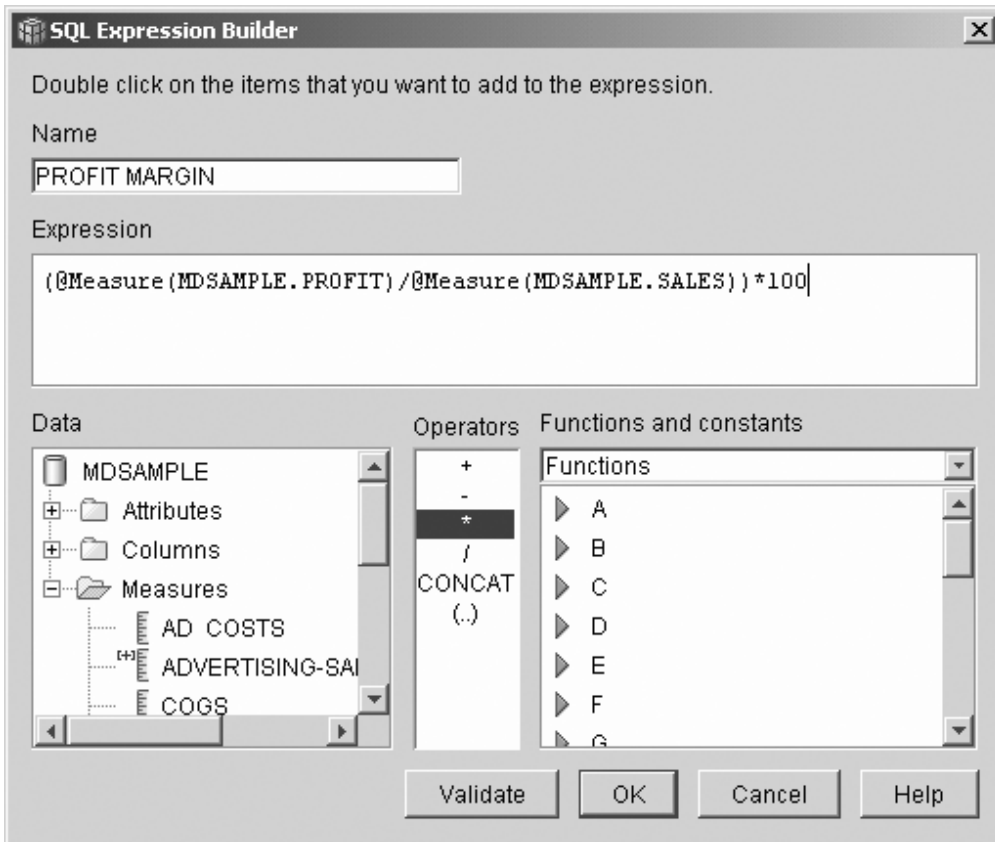 SQL Expression Builder
Double click on the items that you want to add to the expression.
Name
PROFIT MARGIN
Expression
(@Measure(MDSAMPLE.PROFIT)/@Measure(MDSAMPLE.SALES))*100
Data
MDSAMPLE
Attributes
Columns
Measures
AD COSTS
[+] ADVERTISING-SAL
COGS
Operators
+
-
*
/
CONCAT
(..)
Functions and constants
Functions
A
B
C
D
E
F
G
Validate
OK
Cancel
Help